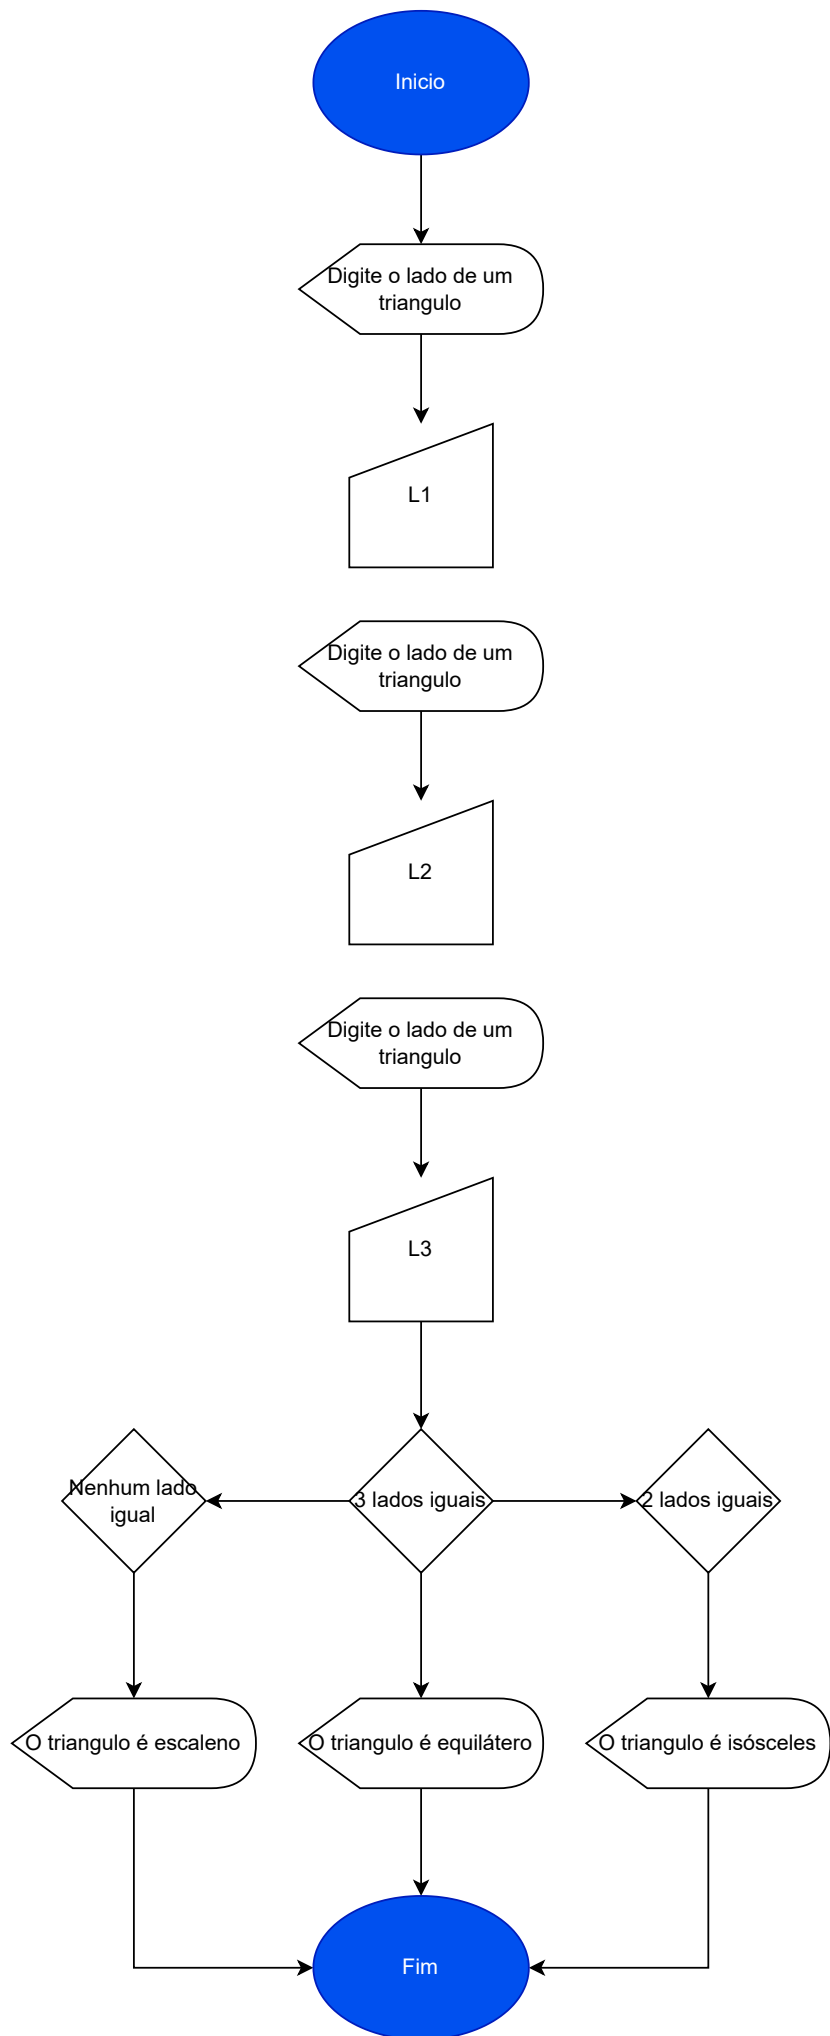 Inicio
Digite o lado de um
triangulo
L1
Digite o lado de um
triangulo
L2
Digite o lado de um
triangulo
L3
Nenhum lado
igual
3 lados iguais
2 lados iguais
O triangulo é escaleno
O triangulo é equilátero
O triangulo é isósceles
Fim